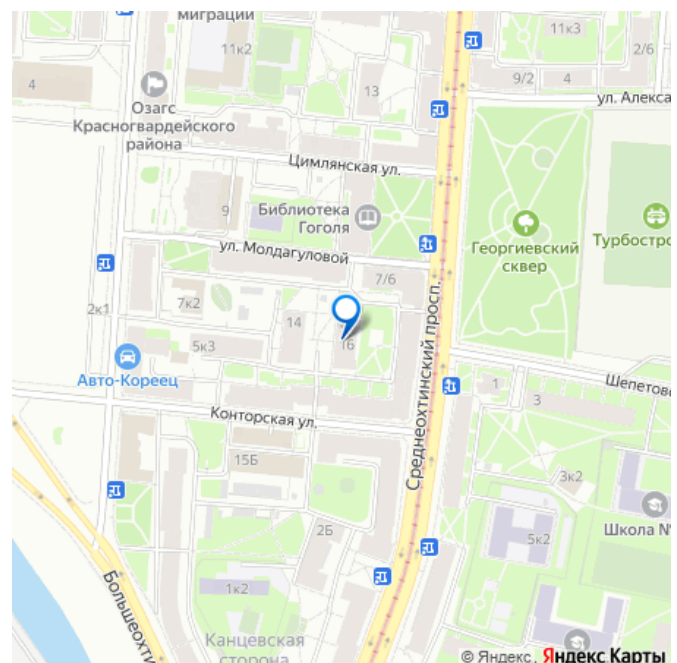 миграции
11к3
11к2
2/6
4
9/2
4
13
Озагс
Красногвардейского
района
ул. Алекса
Цимлянская ул.
9
Библиотека
Гоголя
Георгиевский
сквер
Турбостро
ул. Молдагуловой
7/6
2к1
7к2
14
16
5к3
Авто-Кореец
Среднеохтинский просп.
1
Шепетовс
3
Конторская ул.
15Б
3к2
2Б
Школа №
5к2
1к2
Большеохти
Канцевская
сторона
© Яндекс
Яндекс Карты